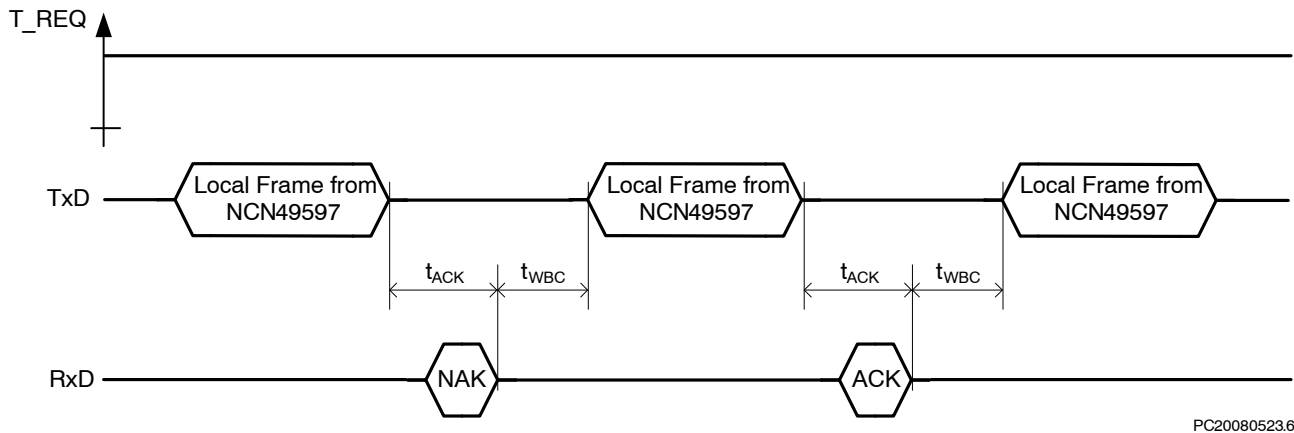 T_REQ
TxD
Local Frame from
NCN49597
Local Frame from
NCN49597
Local Frame from
NCN49597
tACK
tWBC
tACK
tWBC
RxD
NAK
ACK
PC20080523.6